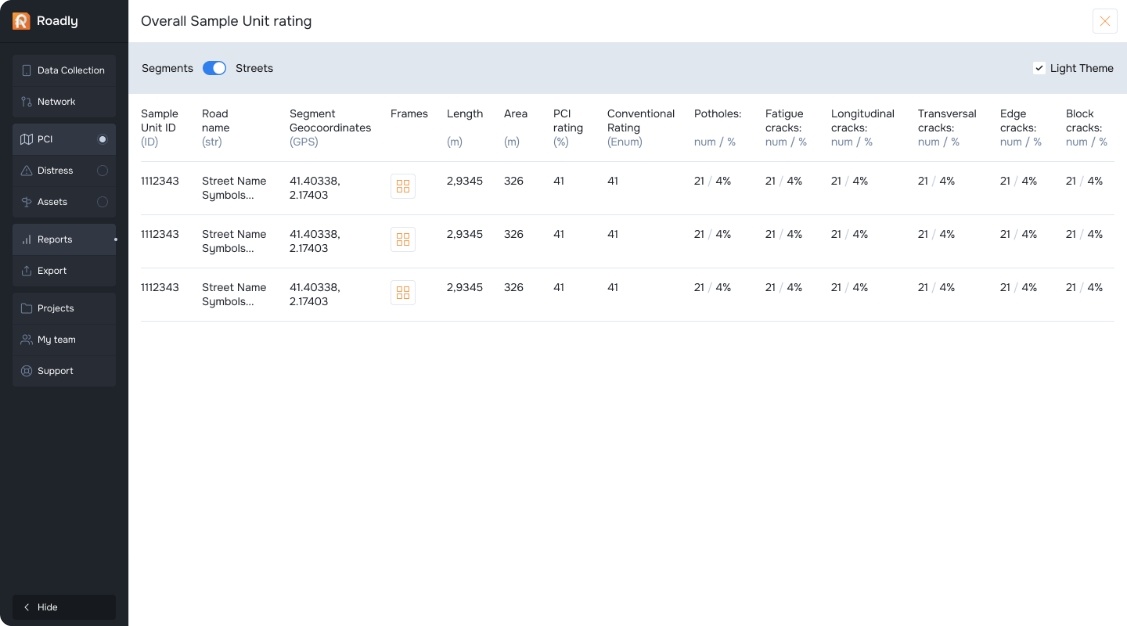 Roadly
Overall Sample Unit rating
Data Collection
Network
PCI
Distress
Assets
Reports
Export
Projects
My team
Support
Hide
Segments Streets
Light Theme
Sample Road Segment Frames Length Area PCI Conventional Potholes: Fatigue Longitudinal Transversal Edge Block
Unit ID name Geocoordinates rating Rating cracks: cracks: cracks: cracks: cracks:
(ID) (str) (GPS) (m) (m) (%) (Enum) num / % num / % num / % num / % num / % num / %
1112343 Street Name 41.40338, 2,9345 326 41 41 21 / 4% 21 / 4% 21 / 4% 21 / 4% 21 / 4% 21 / 4%
Symbols... 2.17403
1112343 Street Name 41.40338, 2,9345 326 41 41 21 / 4% 21 / 4% 21 / 4% 21 / 4% 21 / 4% 21 / 4%
Symbols... 2.17403
1112343 Street Name 41.40338, 2,9345 326 41 41 21 / 4% 21 / 4% 21 / 4% 21 / 4% 21 / 4% 21 / 4%
Symbols... 2.17403